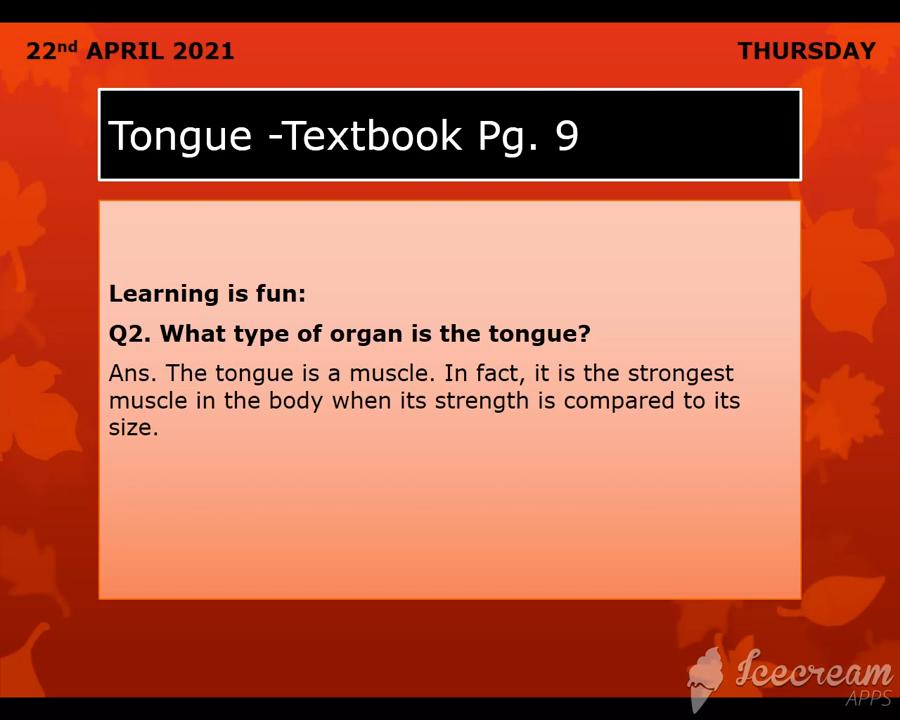 22nd APRIL 2021
THURSDAY
Tongue -Textbook Pg. 9
Learning is fun:
Q2. What type of organ is the tongue?
Ans. The tongue is a muscle. In fact, it is the strongest
muscle in the body when its strength is compared to its
size.
Icecream
APPS